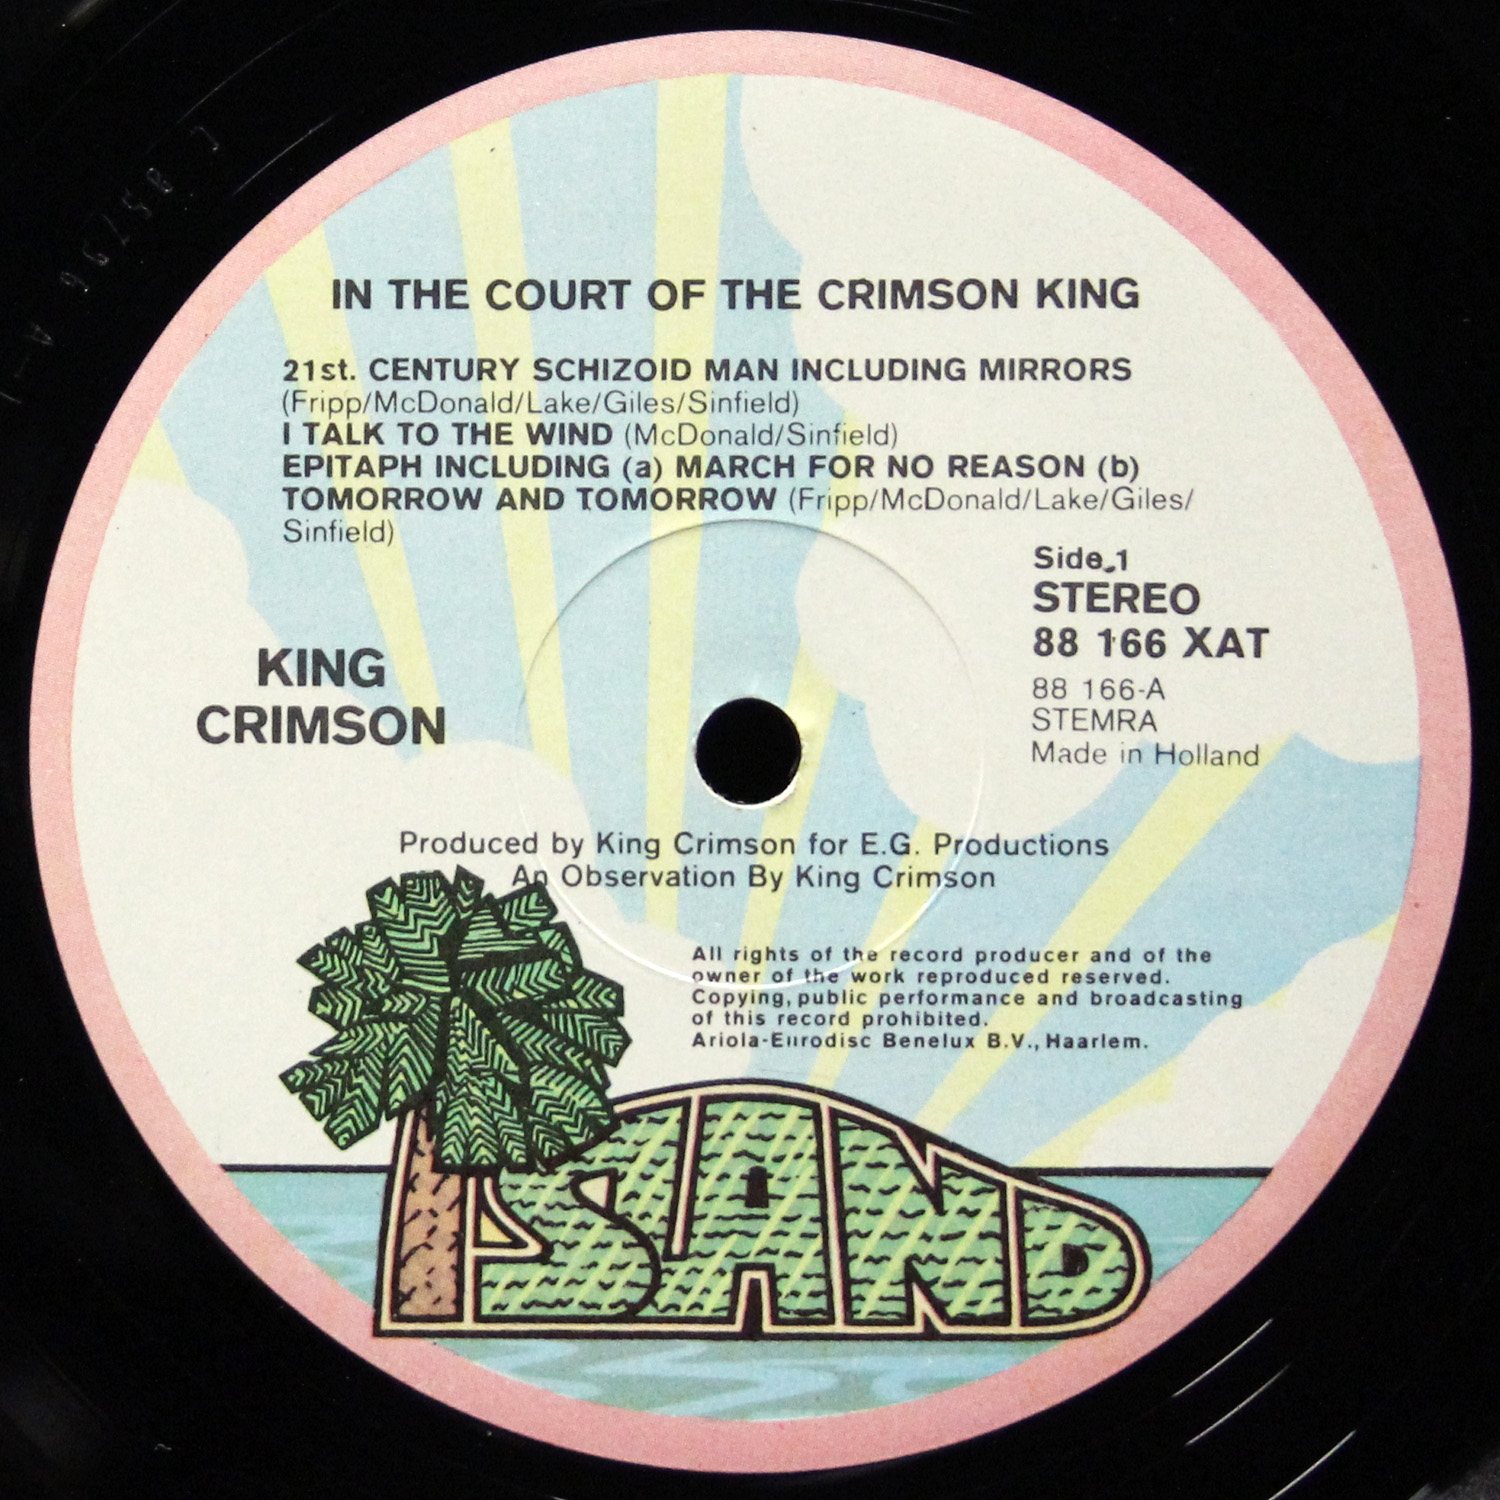 IN THE COURT OF THE CRIMSON KING
21st. CENTURY SCHIZOID MAN INCLUDING MIRRORS
(Fripp/McDonald/Lake/Giles/Sinfield)
I TALK TO THE WIND (McDonald/Sinfield)
EPITAPH INCLUDING (a) MARCH FOR NO REASON (b)
TOMORROW AND TOMORROW (Fripp/McDonald/Lake/Giles/
Sinfield)
Side 1
STEREO
88 166 XAT
88 166-A
STEMRA
Made in Holland
KING
CRIMSON
Produced by King Crimson for E.G. Productions
An Observation By King Crimson
All rights of the record producer and of the
owner of the work reproduced reserved.
Copying, public performance and broadcasting
of this record prohibited.
Ariola-Eurodisc Benelux B.V., Haarlem.
ISLAND